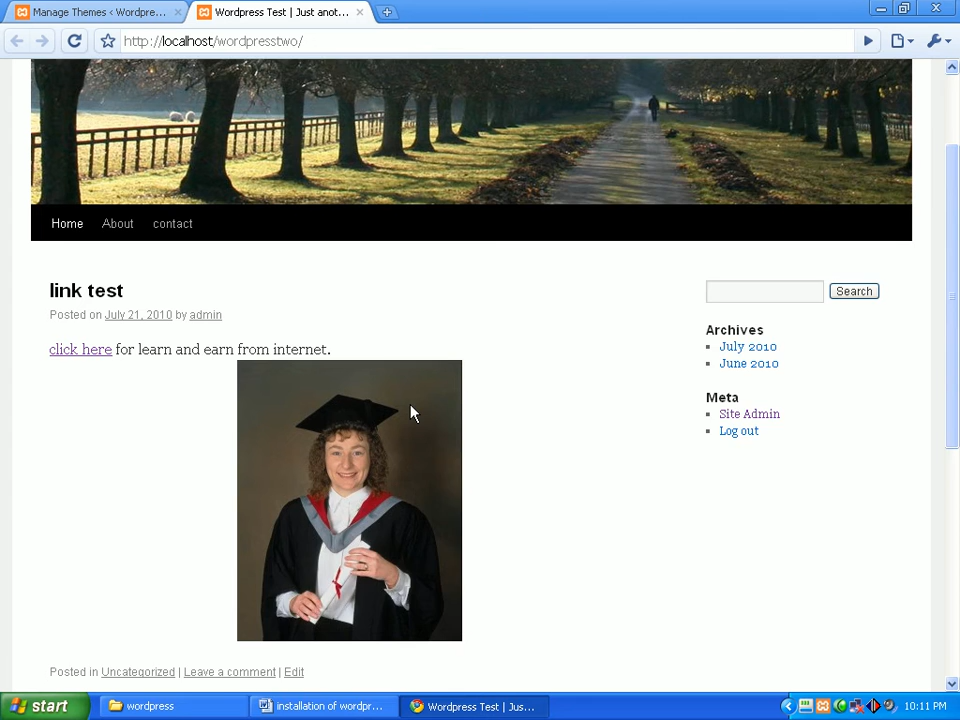 Manage Themes ‹ Wordpre...
Wordpress Test | Just anot...
http://localhost/wordpresstwo/
Home About contact
link test
Posted on July 21, 2010 by admin
click here for learn and earn from internet.
Posted in Uncategorized | Leave a comment | Edit
Search
Archives
July 2010
June 2010
Meta
Site Admin
Log out
start
wordpress
installation of wordpr...
Wordpress Test | Jus...
10:11 PM